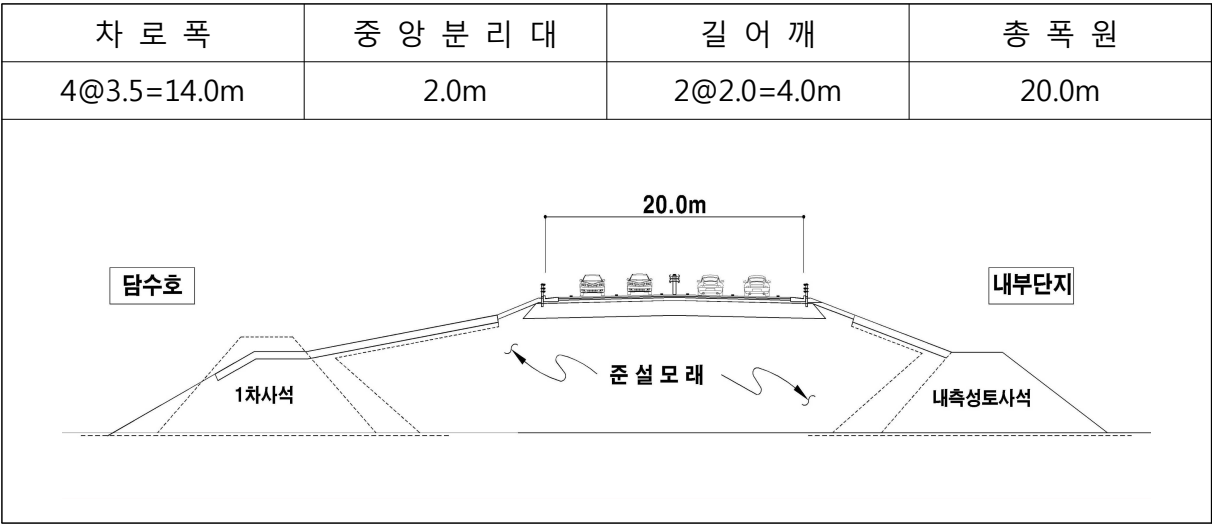 차 로 폭 중 앙 분 리 대 길 어 깨 총 폭 원
4@3.5=14.0m 2.0m 2@2.0=4.0m 20.0m
20.0m
담수호 내부단지
준 설 모 래
1차사석 내측성토사석